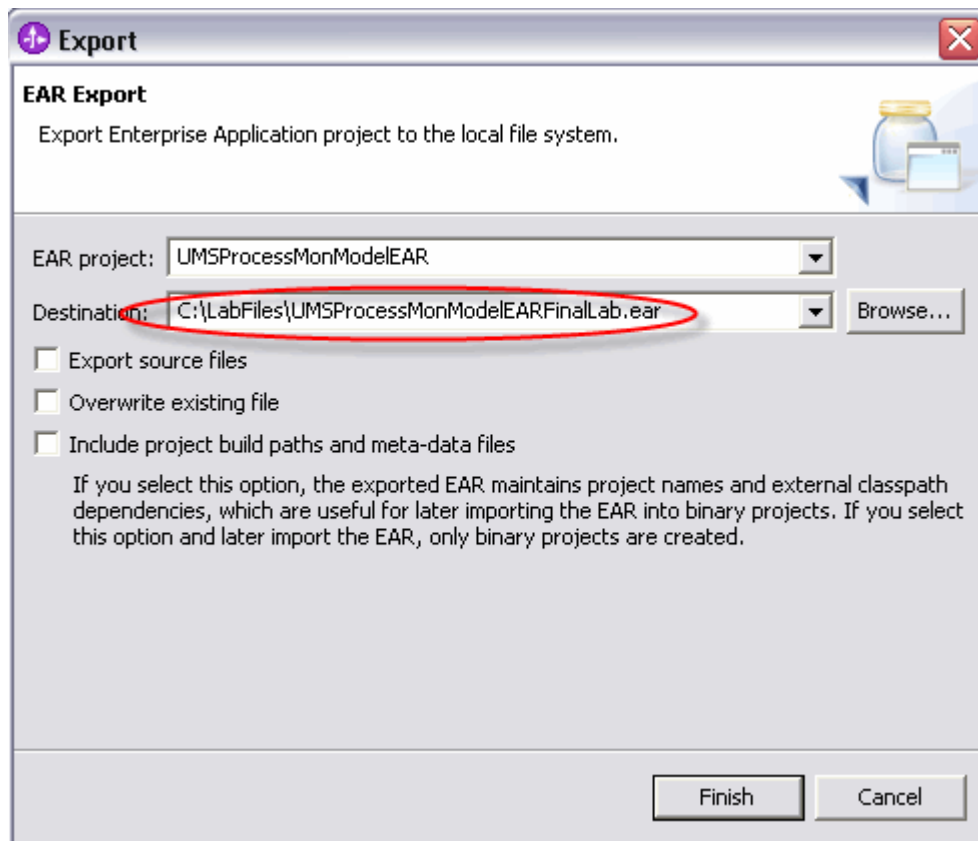 Export
EAR Export
Export Enterprise Application project to the local file system.
EAR project: UMSProcessMonModelEAR
Destination: C:\LabFiles\UMSProcessMonModelEARFinalLab.ear Browse...
Export source files
Overwrite existing file
Include project build paths and meta-data files
If you select this option, the exported EAR maintains project names and external classpath
dependencies, which are useful for later importing the EAR into binary projects. If you select
this option and later import the EAR, only binary projects are created.
Finish Cancel